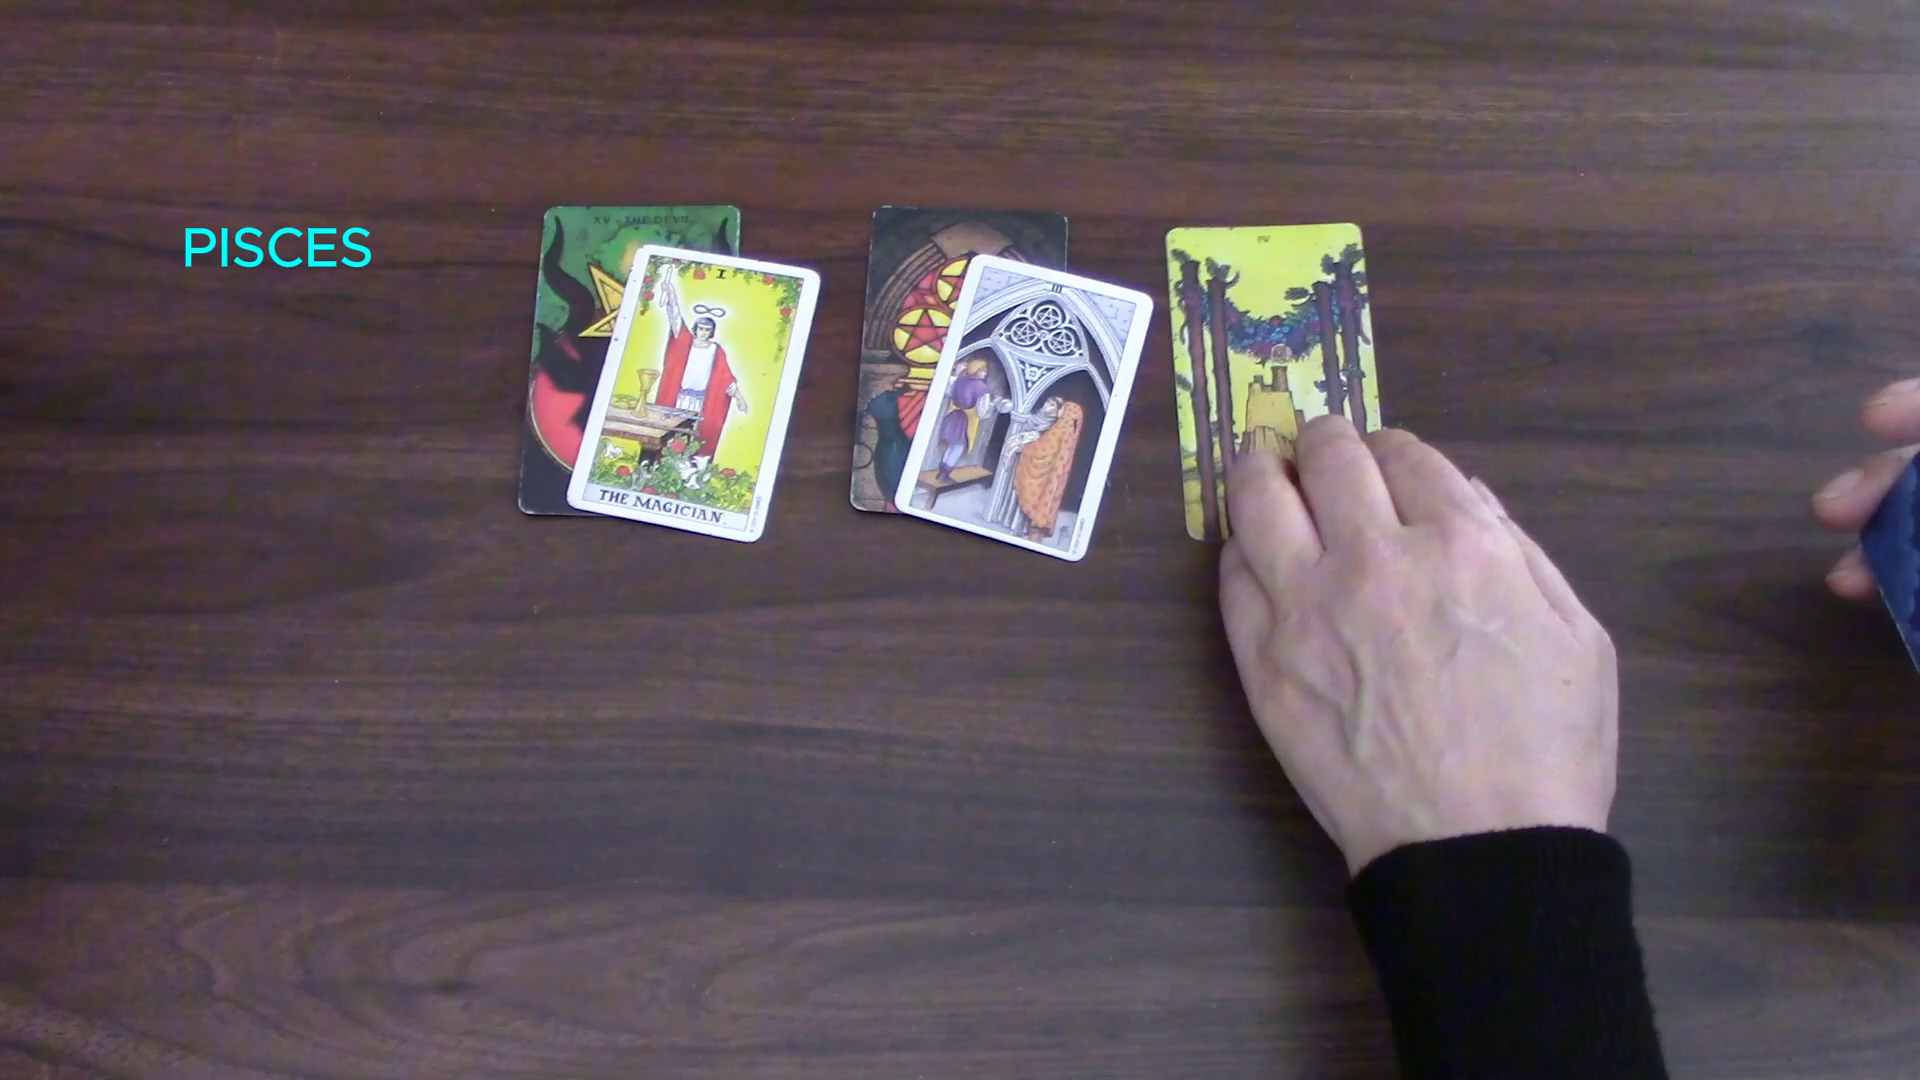 PISCES
XV - THE DEVIL
I
THE MAGICIAN.
III
IV